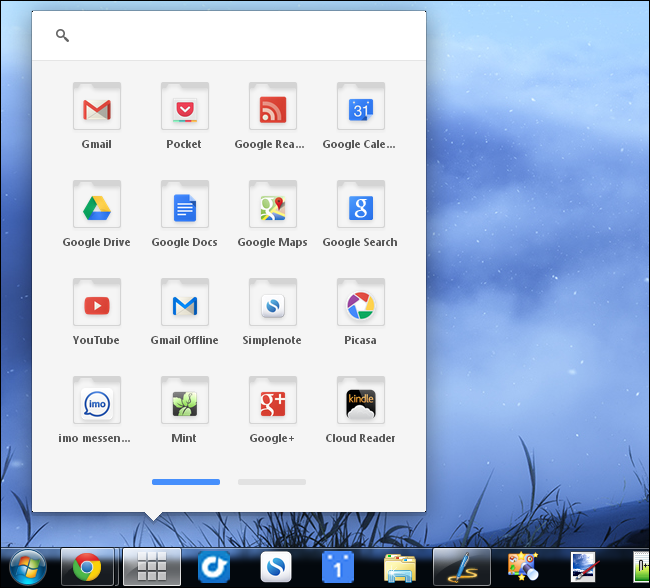 31
Gmail Pocket Google Rea... Google Cale...
g
Google Drive Google Docs Google Maps Google Search
YouTube Gmail Offline Simplenote Picasa
imo g+ kindle
imo messen... Mint Google+ Cloud Reader
1